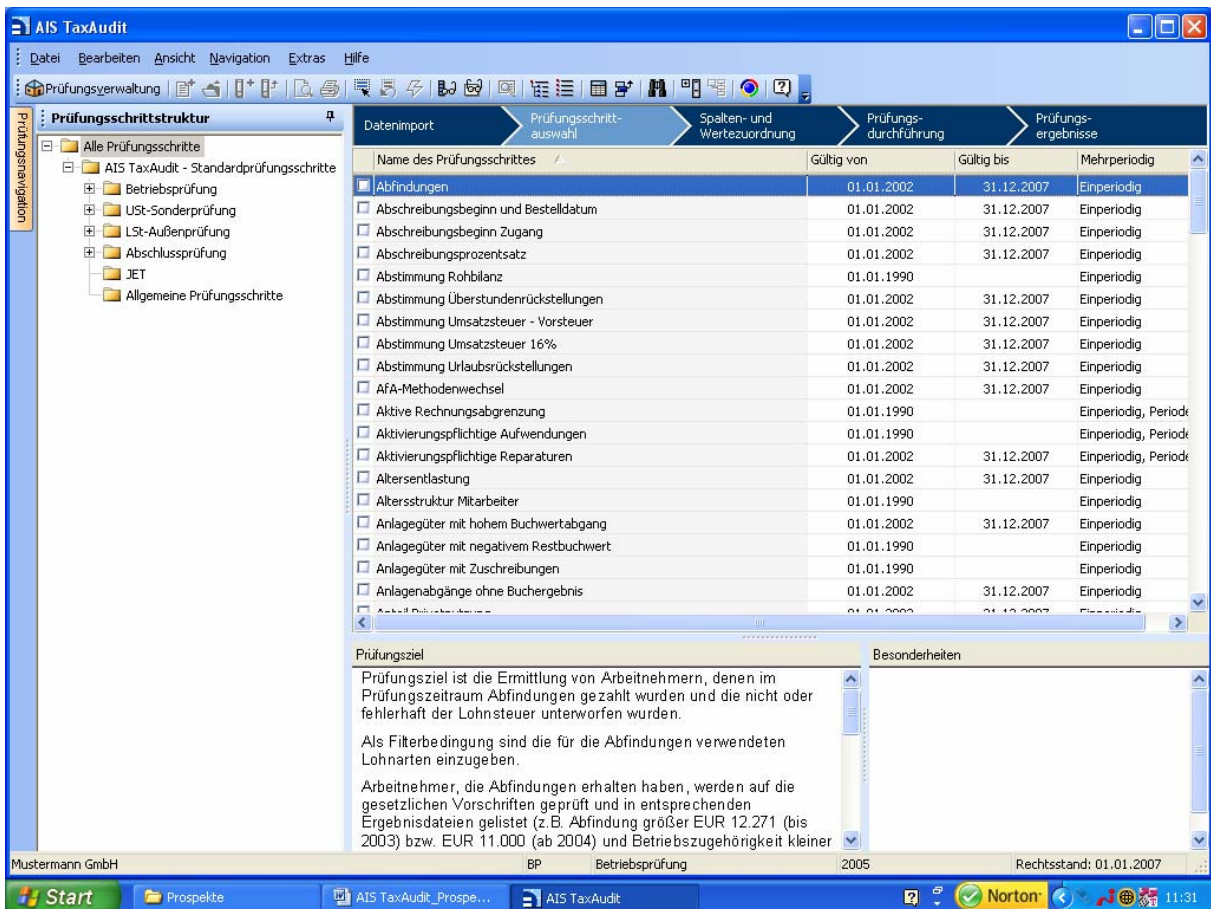 AIS TaxAudit
Datei Bearbeiten Ansicht Navigation Extras Hilfe
Prüfungsverwaltung
Prüfungsnavigation
Prüfungsschrittstruktur
Alle Prüfungsschritte
AIS TaxAudit - Standardprüfungsschritte
Betriebsprüfung
USt-Sonderprüfung
LSt-Außenprüfung
Abschlussprüfung
JET
Allgemeine Prüfungsschritte
Datenimport
Prüfungsschritt-
auswahl
Spalten- und
Wertezuordnung
Prüfungs-
durchführung
Prüfungs-
ergebnisse
Name des Prüfungsschrittes Gültig von Gültig bis Mehrperiodig
Abfindungen 01.01.2002 31.12.2007 Einperiodig
Abschreibungsbeginn und Bestelldatum 01.01.2002 31.12.2007 Einperiodig
Abschreibungsbeginn Zugang 01.01.2002 31.12.2007 Einperiodig
Abschreibungsprozentsatz 01.01.2002 31.12.2007 Einperiodig
Abstimmung Rohbilanz 01.01.1990 Einperiodig
Abstimmung Überstundenrückstellungen 01.01.2002 31.12.2007 Einperiodig
Abstimmung Umsatzsteuer - Vorsteuer 01.01.2002 31.12.2007 Einperiodig
Abstimmung Umsatzsteuer 16% 01.01.2002 31.12.2007 Einperiodig
Abstimmung Urlaubsrückstellungen 01.01.2002 31.12.2007 Einperiodig
AfA-Methodenwechsel 01.01.2002 31.12.2007 Einperiodig
Aktive Rechnungsabgrenzung 01.01.1990 Einperiodig, Periode
Aktivierungspflichtige Aufwendungen 01.01.1990 Einperiodig, Periode
Aktivierungspflichtige Reparaturen 01.01.2002 31.12.2007 Einperiodig, Periode
Altersentlastung 01.01.2002 31.12.2007 Einperiodig
Altersstruktur Mitarbeiter 01.01.1990 Einperiodig
Anlagegüter mit hohem Buchwertabgang 01.01.2002 31.12.2007 Einperiodig
Anlagegüter mit negativem Restbuchwert 01.01.1990 Einperiodig
Anlagegüter mit Zuschreibungen 01.01.1990 Einperiodig
Anlagenabgänge ohne Buchergebnis 01.01.2002 31.12.2007 Einperiodig
Prüfungsziel
Prüfungsziel ist die Ermittlung von Arbeitnehmern, denen im
Prüfungszeitraum Abfindungen gezahlt wurden und die nicht oder
fehlerhaft der Lohnsteuer unterworfen wurden.
Als Filterbedingung sind die für die Abfindungen verwendeten
Lohnarten einzugeben.
Arbeitnehmer, die Abfindungen erhalten haben, werden auf die
gesetzlichen Vorschriften geprüft und in entsprechenden
Ergebnisdateien gelistet (z.B. Abfindung größer EUR 12.271 (bis
2003) bzw. EUR 11.000 (ab 2004) und Betriebszugehörigkeit kleiner
Besonderheiten
Mustermann GmbH BP Betriebsprüfung 2005 Rechtsstand: 01.01.2007
Start Prospekte AIS TaxAudit_Prospe... AIS TaxAudit Norton 11:31